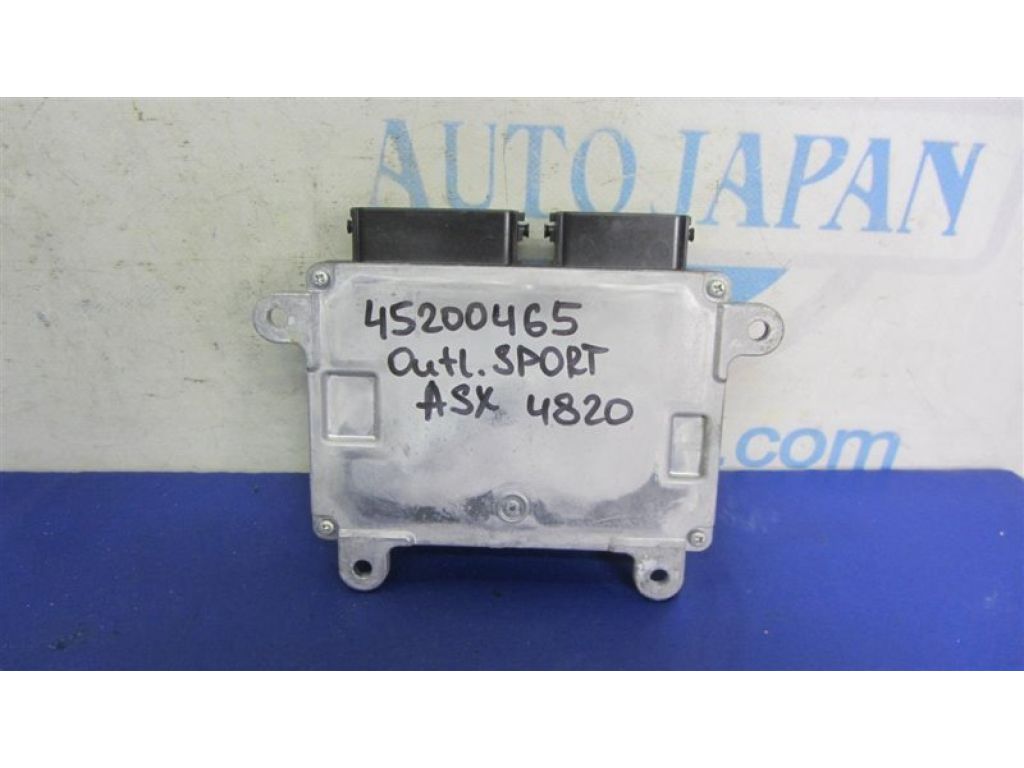 AUTO JAPAN
45200465
Outl. SPORT
ASX 4820
.com